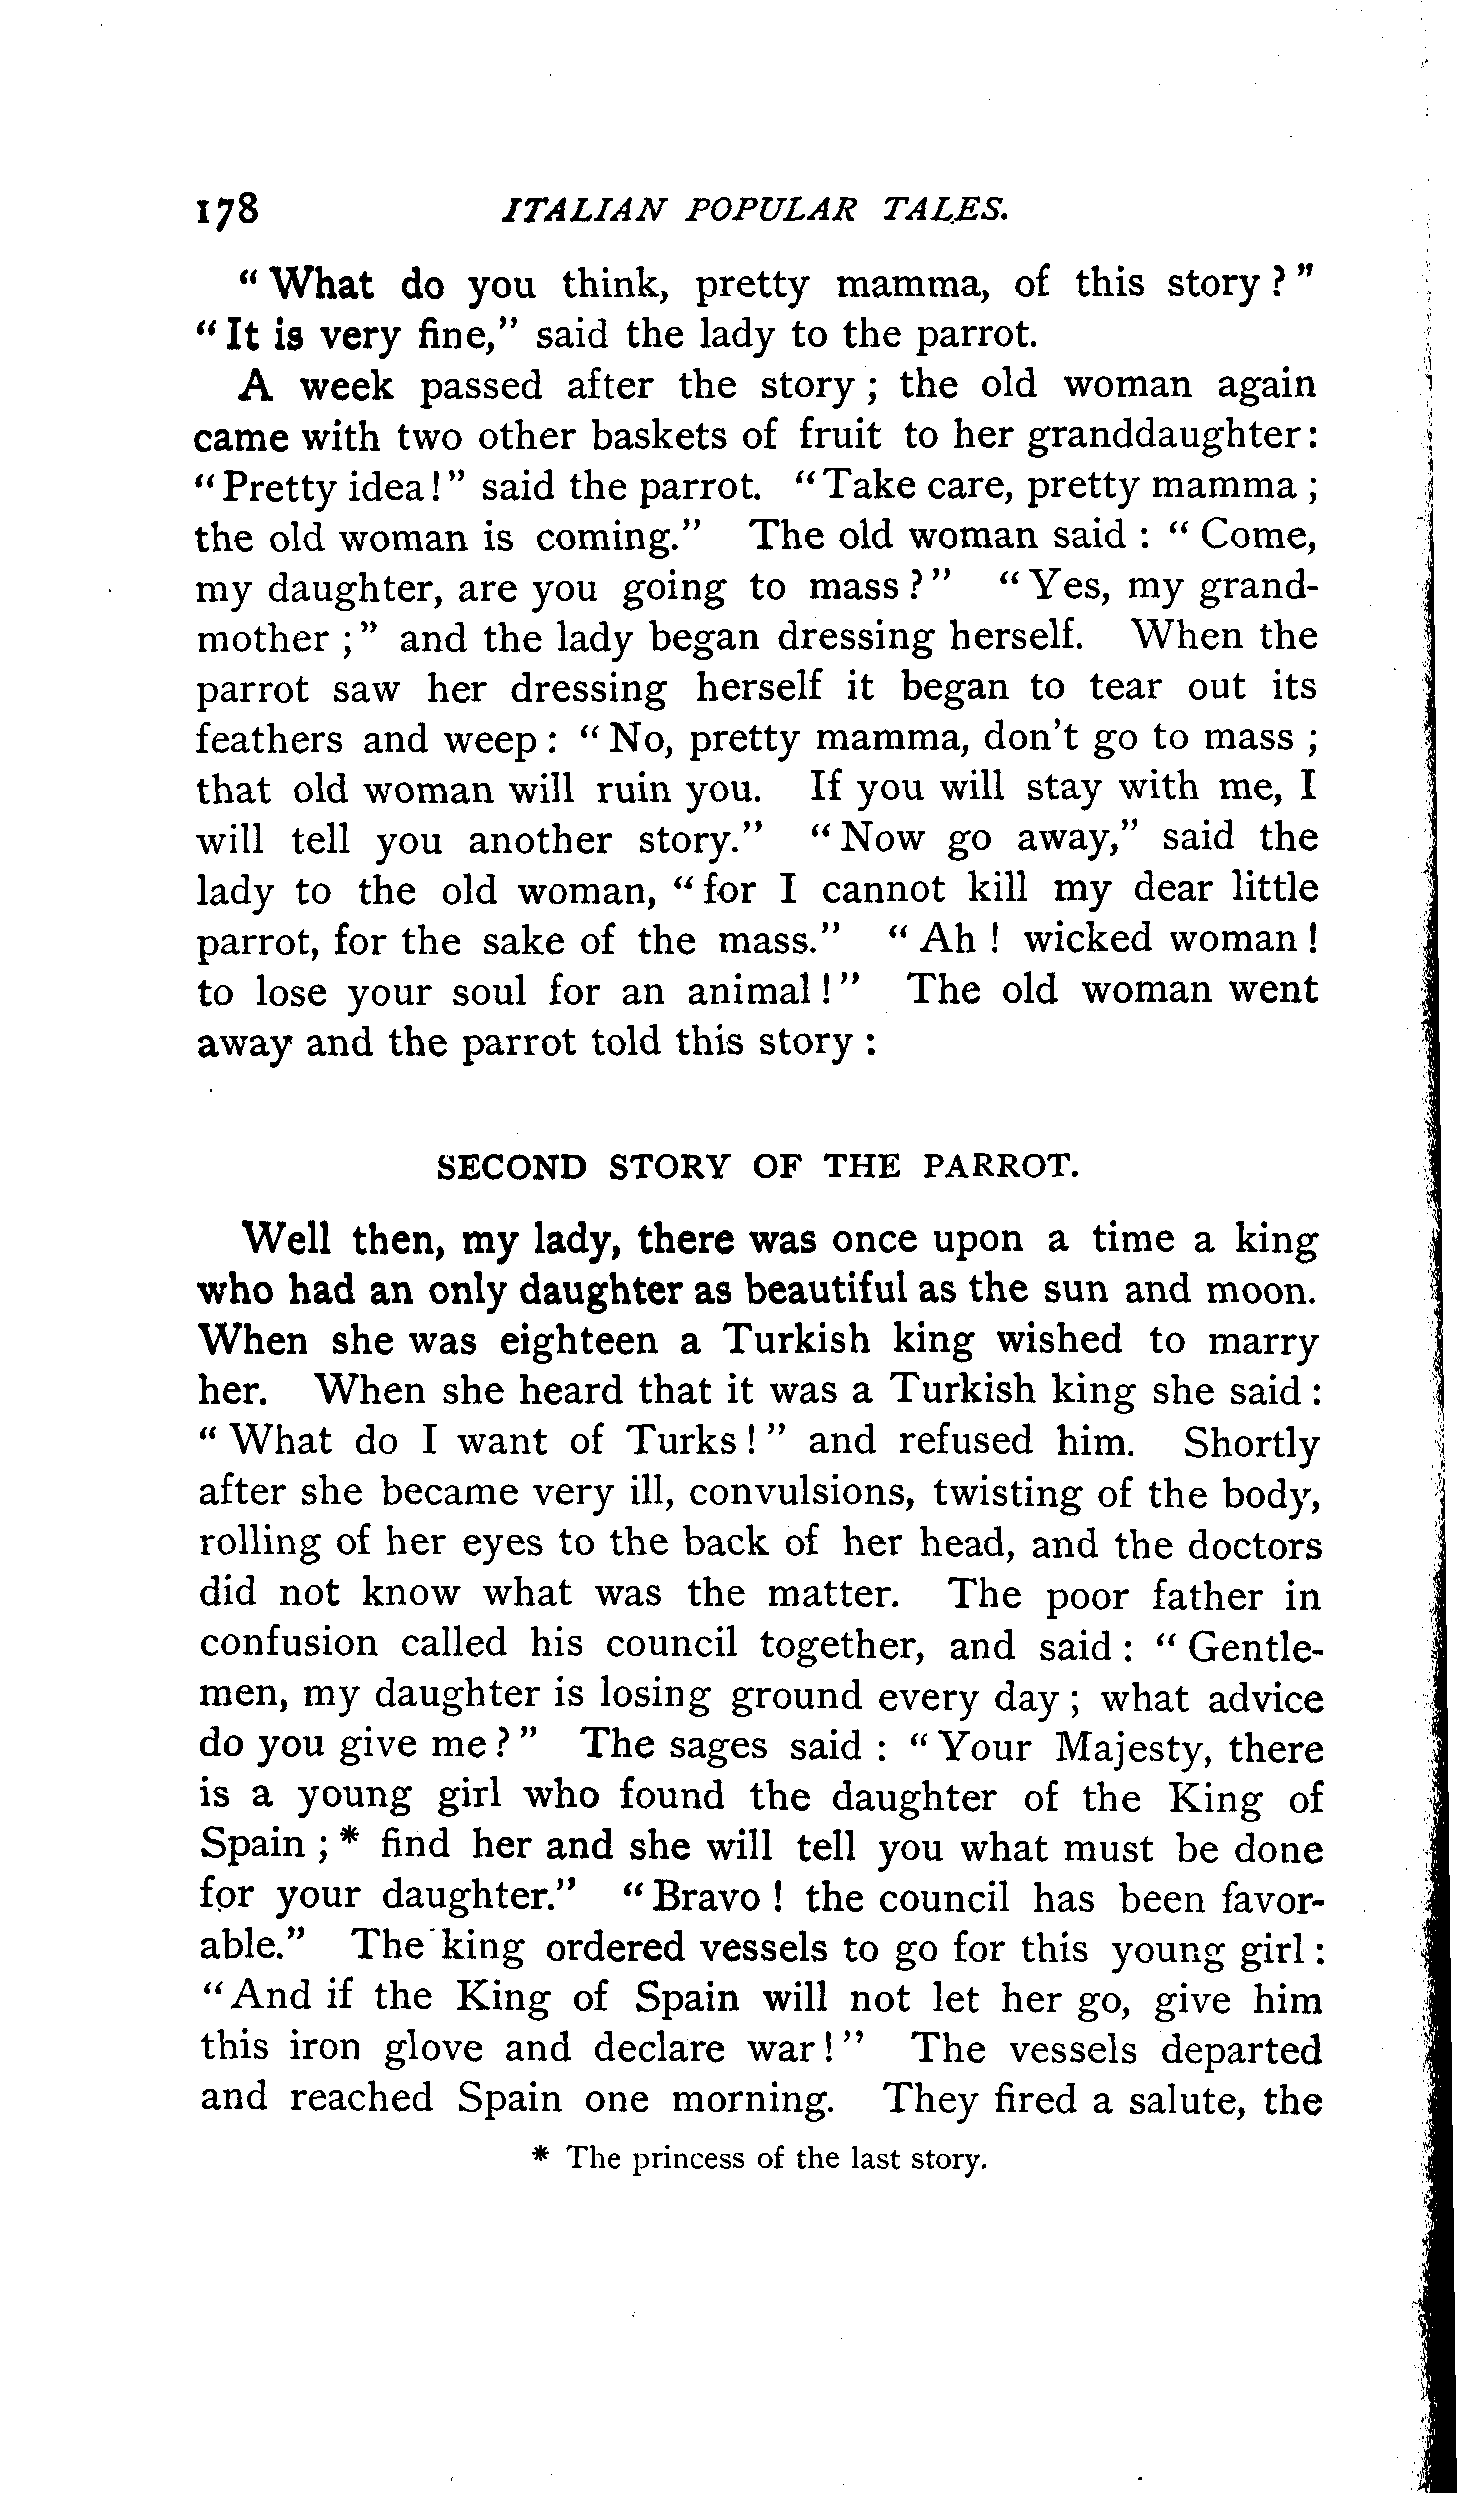 178 ITALIAN POPULAR TALES.
"What do you think, pretty mamma, of this story?"
"It is very fine," said the lady to the parrot.
A week passed after the story; the old woman again
came with two other baskets of fruit to her granddaughter:
"Pretty idea!" said the parrot. "Take care, pretty mamma;
the old woman is coming." The old woman said: "Come,
my daughter, are you going to mass?" "Yes, my grand-
mother;" and the lady began dressing herself. When the
parrot saw her dressing herself it began to tear out its
feathers and weep: "No, pretty mamma, don't go to mass;
that old woman will ruin you. If you will stay with me, I
will tell you another story." "Now go away," said the
lady to the old woman, "for I cannot kill my dear little
parrot, for the sake of the mass." "Ah! wicked woman!
to lose your soul for an animal!" The old woman went
away and the parrot told this story:
SECOND STORY OF THE PARROT.
Well then, my lady, there was once upon a time a king
who had an only daughter as beautiful as the sun and moon.
When she was eighteen a Turkish king wished to marry
her. When she heard that it was a Turkish king she said:
"What do I want of Turks!" and refused him. Shortly
after she became very ill, convulsions, twisting of the body,
rolling of her eyes to the back of her head, and the doctors
did not know what was the matter. The poor father in
confusion called his council together, and said: "Gentle-
men, my daughter is losing ground every day; what advice
do you give me?" The sages said: "Your Majesty, there
is a young girl who found the daughter of the King of
Spain;* find her and she will tell you what must be done
for your daughter." "Bravo! the council has been favor-
able." The king ordered vessels to go for this young girl:
"And if the King of Spain will not let her go, give him
this iron glove and declare war!" The vessels departed
and reached Spain one morning. They fired a salute, the
* The princess of the last story.